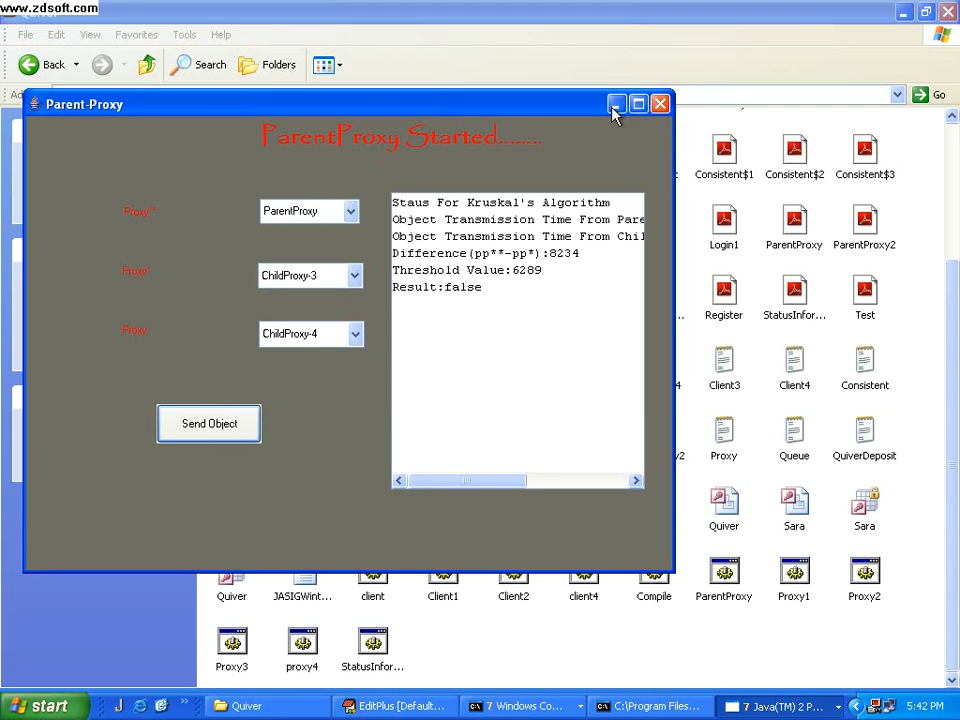 www.zdsoft.com
File Edit View Favorites Tools Help
Back Search Folders
Go
Parent-Proxy
ParentProxy Started........
Proxy** ParentProxy
Proxy* ChildProxy-3
Proxy ChildProxy-4
Send Object
Staus For Kruskal's Algorithm
Object Transmission Time From Pare
Object Transmission Time From Chil
Difference(pp**-pp*):8234
Threshold Value:6289
Result:false
Consistent$1 Consistent$2 Consistent$3
Login1 ParentProxy ParentProxy2
Register StatusInfor... Test
Client3 Client4 Consistent
Proxy Queue QuiverDeposit
Quiver Sara Sara
Quiver JASIGWint... client Client1 Client2 client4 Compile ParentProxy Proxy1 Proxy2
Proxy3 proxy4 StatusInfor...
start J Quiver EditPlus - [Default... 7 Windows Co... C:\Program Files... 7 Java(TM) 2 P... 5:42 PM